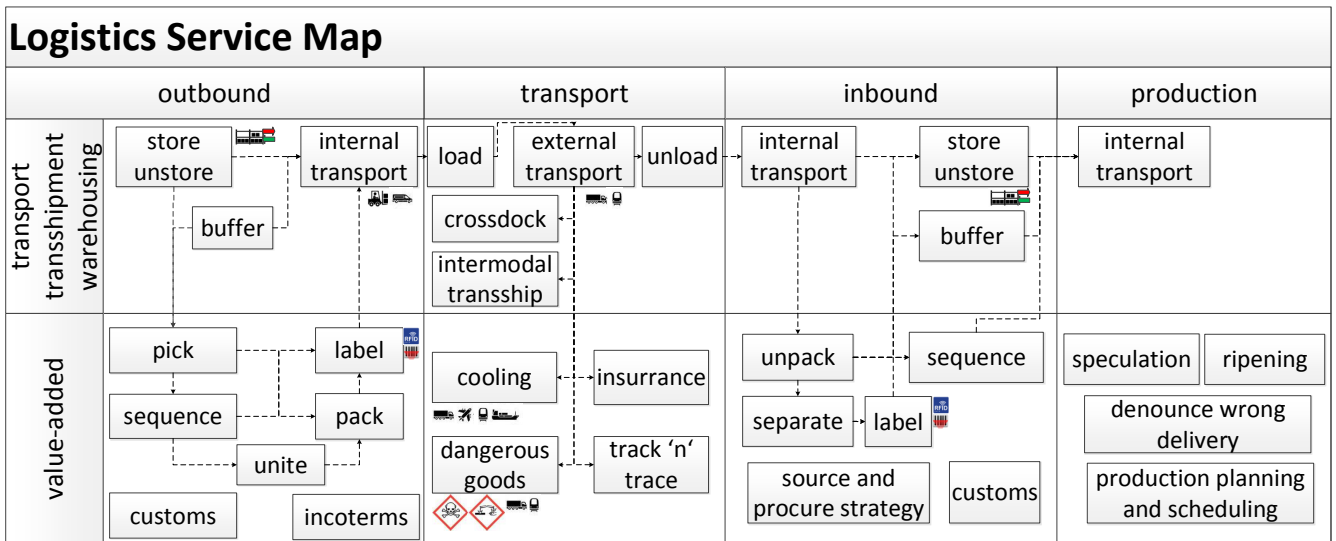 Logistics Service Map
outbound
transport
inbound
production
transport
transshipment
warehousing
store
unstore
internal
transport
buffer
load
external
transport
unload
crossdock
intermodal
transship
internal
transport
store
unstore
buffer
internal
transport
value-added
pick
label
RFID
sequence
pack
unite
customs
incoterms
cooling
insurrance
dangerous
goods
track ‘n‘
trace
unpack
sequence
separate
label
RFID
source and
procure strategy
customs
speculation
ripening
denounce wrong
delivery
production planning
and scheduling